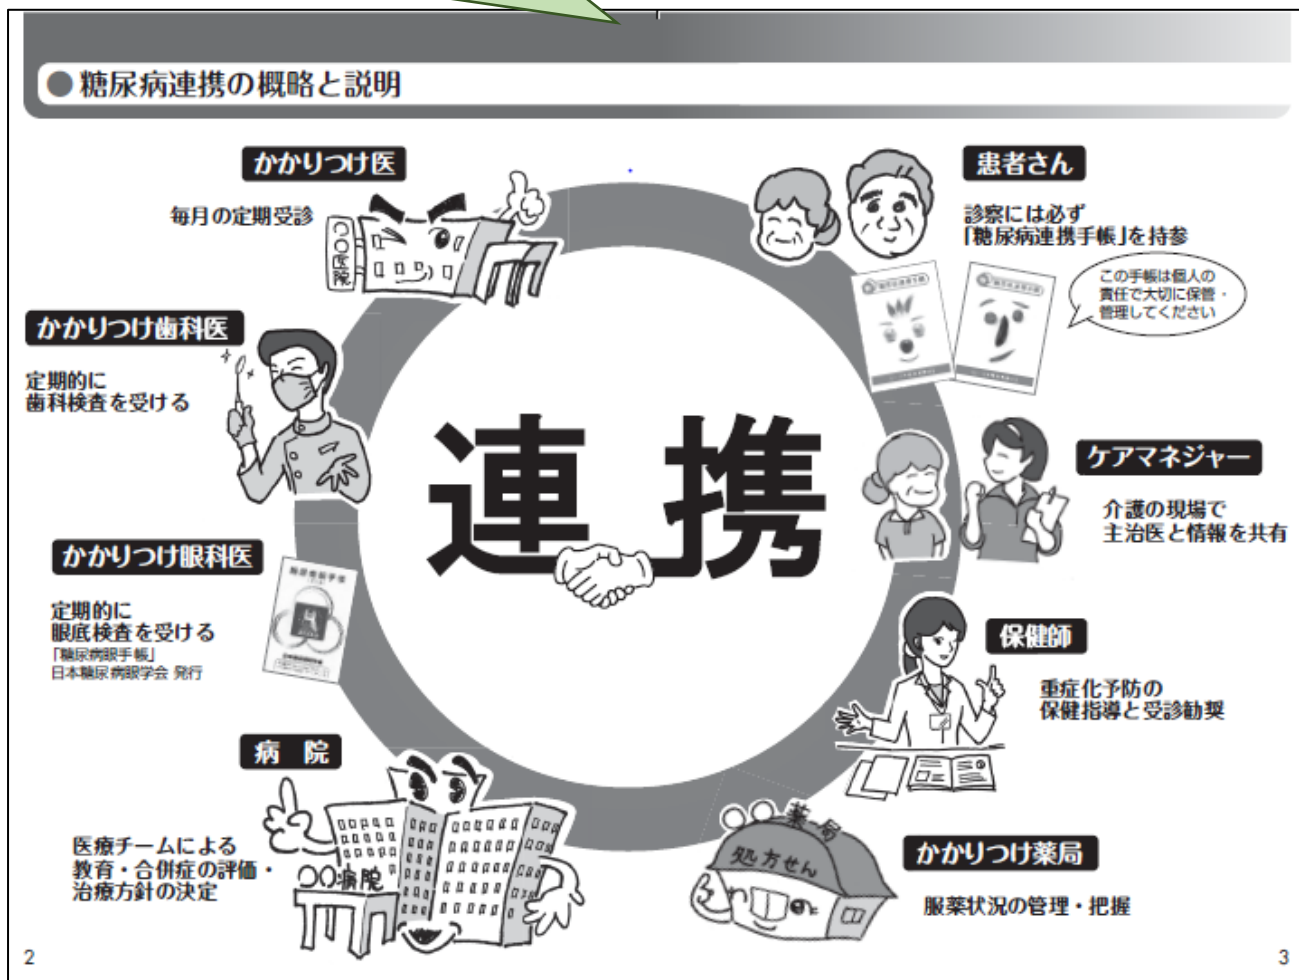 ● 糖尿病連携の概略と説明
かかりつけ医
毎月の定期受診
○○医院
患者さん
診察には必ず
「糖尿病連携手帳」を持参
この手帳は個人の
責任で大切に保管・
管理してください
かかりつけ歯科医
定期的に
歯科検査を受ける
連携
ケアマネジャー
介護の現場で
主治医と情報を共有
かかりつけ眼科医
定期的に
眼底検査を受ける
「糖尿病眼手帳」
日本糖尿病眼学会 発行
糖尿病眼手帳
保健師
重症化予防の
保健指導と受診勧奨
病 院
医療チームによる
教育・合併症の評価・
治療方針の決定
○○病院
薬局
処方せん
かかりつけ薬局
服薬状況の管理・把握
2
3